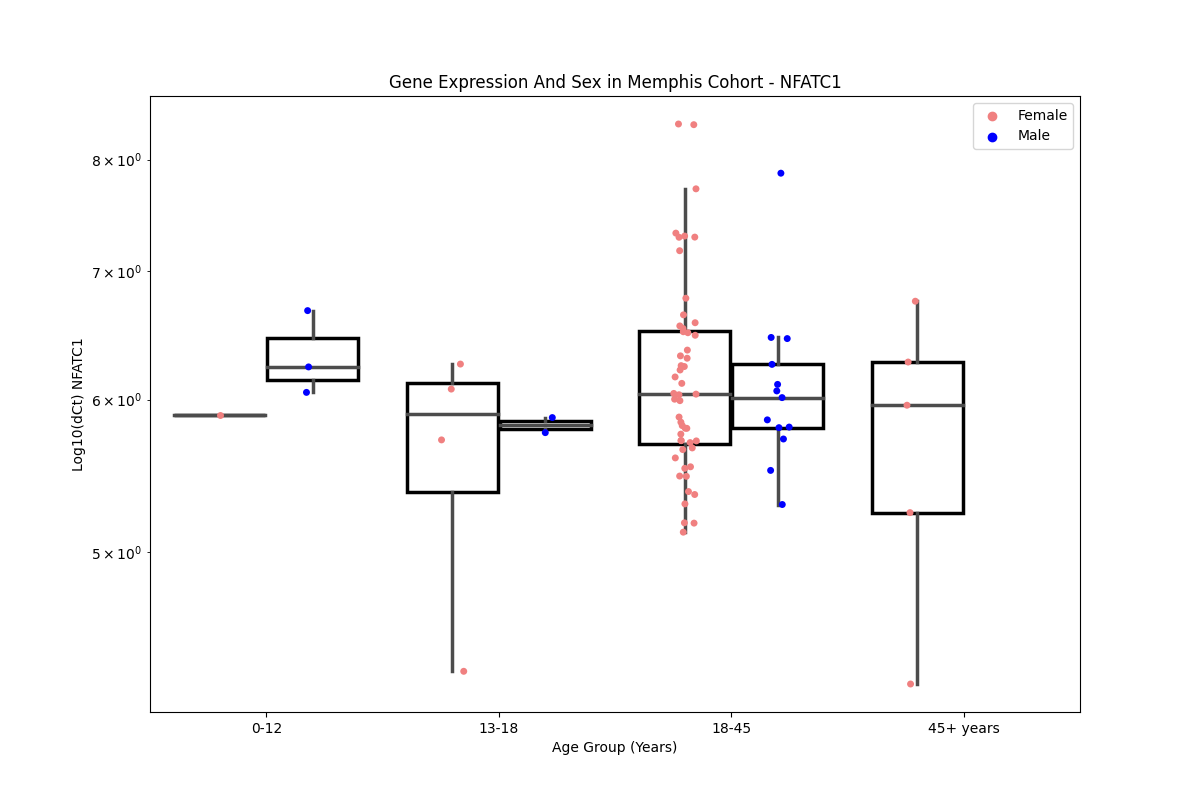 Gene Expression And Sex in Memphis Cohort - NFATC1
Female
Male
8 × 10⁰
7 × 10⁰
6 × 10⁰
5 × 10⁰
Log10(dCt) NFATC1
0-12
13-18
18-45
45+ years
Age Group (Years)